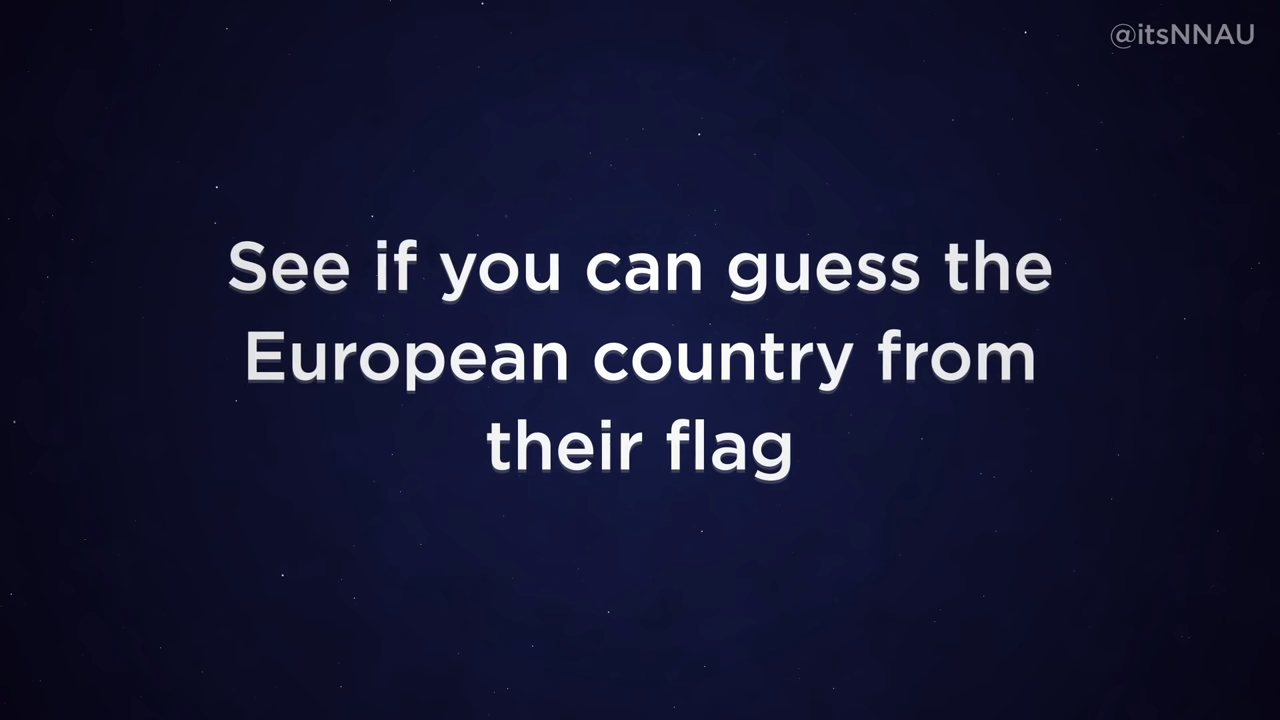 @itsNNAU
See if you can guess the
European country from
their flag